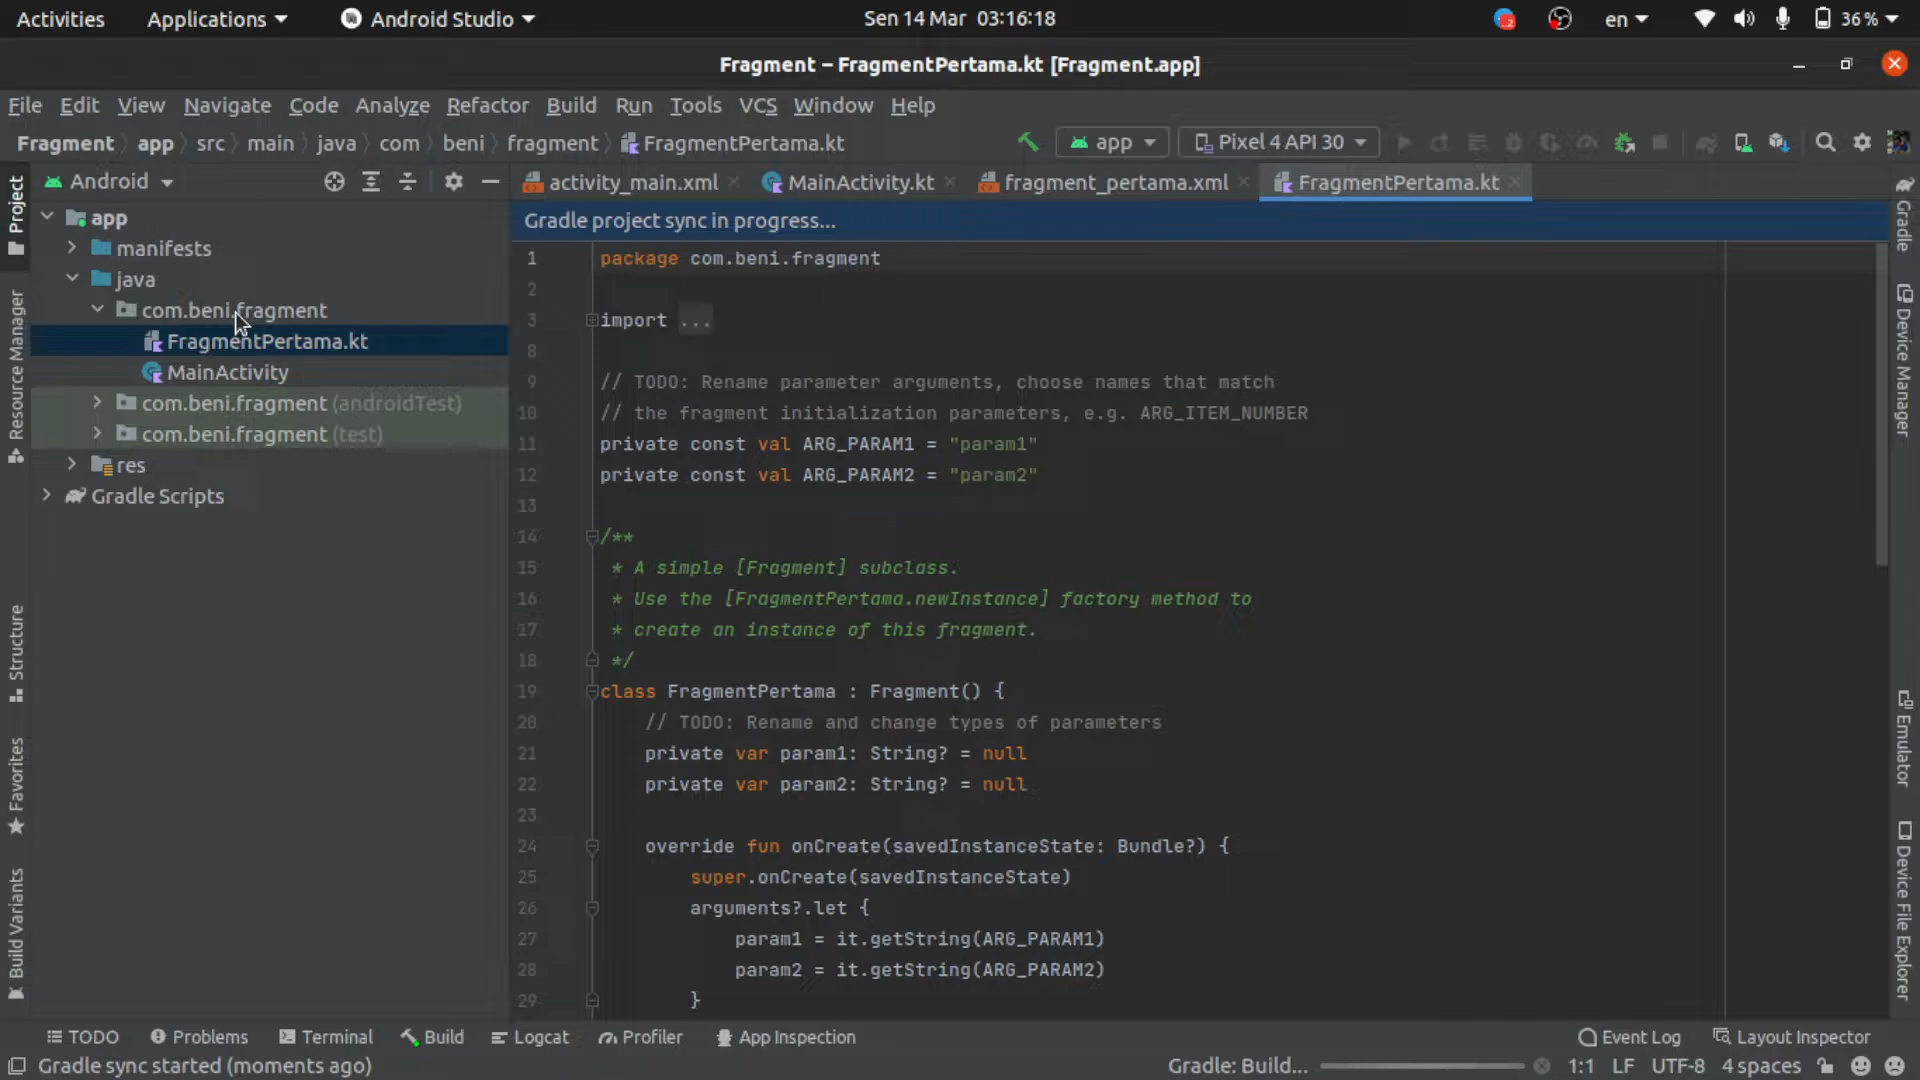 Activities
Applications
Android Studio
Sen 14 Mar 03:16:18
2
en
36 %
Fragment – FragmentPertama.kt [Fragment.app]
File Edit View Navigate Code Analyze Refactor Build Run Tools VCS Window Help
Fragment app src main java com beni fragment FragmentPertama.kt
app
Pixel 4 API 30
Android
activity_main.xml
MainActivity.kt
fragment_pertama.xml
FragmentPertama.kt
Gradle project sync in progress...
Project
Resource Manager
Structure
Favorites
Build Variants
app
manifests
java
com.beni.fragment
FragmentPertama.kt
MainActivity
com.beni.fragment (androidTest)
com.beni.fragment (test)
res
Gradle Scripts
1 package com.beni.fragment
2
3 import ...
8
9 // TODO: Rename parameter arguments, choose names that match
10 // the fragment initialization parameters, e.g. ARG_ITEM_NUMBER
11 private const val ARG_PARAM1 = "param1"
12 private const val ARG_PARAM2 = "param2"
13
14 /**
15 * A simple [Fragment] subclass.
16 * Use the [FragmentPertama.newInstance] factory method to
17 * create an instance of this fragment.
18 */
19 class FragmentPertama : Fragment() {
20 // TODO: Rename and change types of parameters
21 private var param1: String? = null
22 private var param2: String? = null
23
24 override fun onCreate(savedInstanceState: Bundle?) {
25 super.onCreate(savedInstanceState)
26 arguments?.let {
27 param1 = it.getString(ARG_PARAM1)
28 param2 = it.getString(ARG_PARAM2)
29 }
Gradle
Device Manager
Emulator
Device File Explorer
TODO
Problems
Terminal
Build
Logcat
Profiler
App Inspection
Event Log
Layout Inspector
Gradle sync started (moments ago)
Gradle: Build...
1:1 LF UTF-8 4 spaces